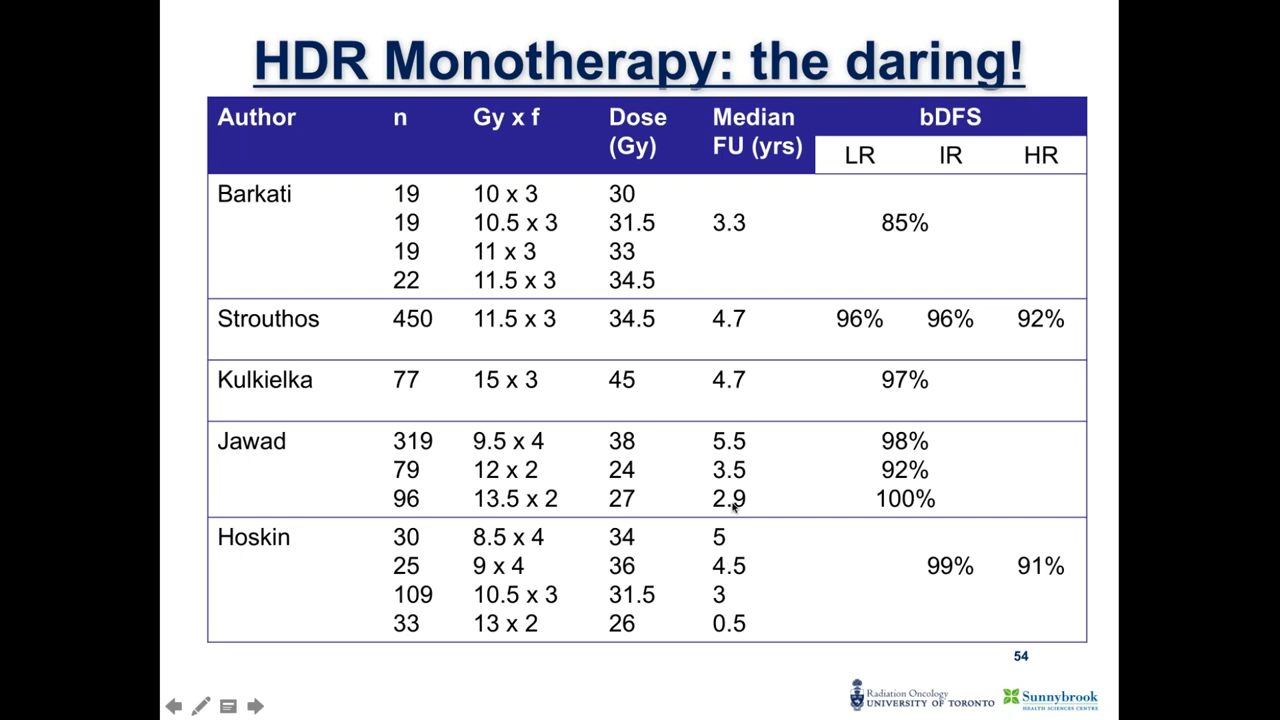 HDR Monotherapy: the daring!
Author n Gy x f Dose (Gy) Median FU (yrs) bDFS
LR IR HR
Barkati 19 10 x 3 30
19 10.5 x 3 31.5 3.3 85%
19 11 x 3 33
22 11.5 x 3 34.5
Strouthos 450 11.5 x 3 34.5 4.7 96% 96% 92%
Kulkielka 77 15 x 3 45 4.7 97%
Jawad 319 9.5 x 4 38 5.5 98%
79 12 x 2 24 3.5 92%
96 13.5 x 2 27 2.9 100%
Hoskin 30 8.5 x 4 34 5
25 9 x 4 36 4.5 99% 91%
109 10.5 x 3 31.5 3
33 13 x 2 26 0.5
54
Radiation Oncology
UNIVERSITY OF TORONTO
Sunnybrook
HEALTH SCIENCES CENTRE